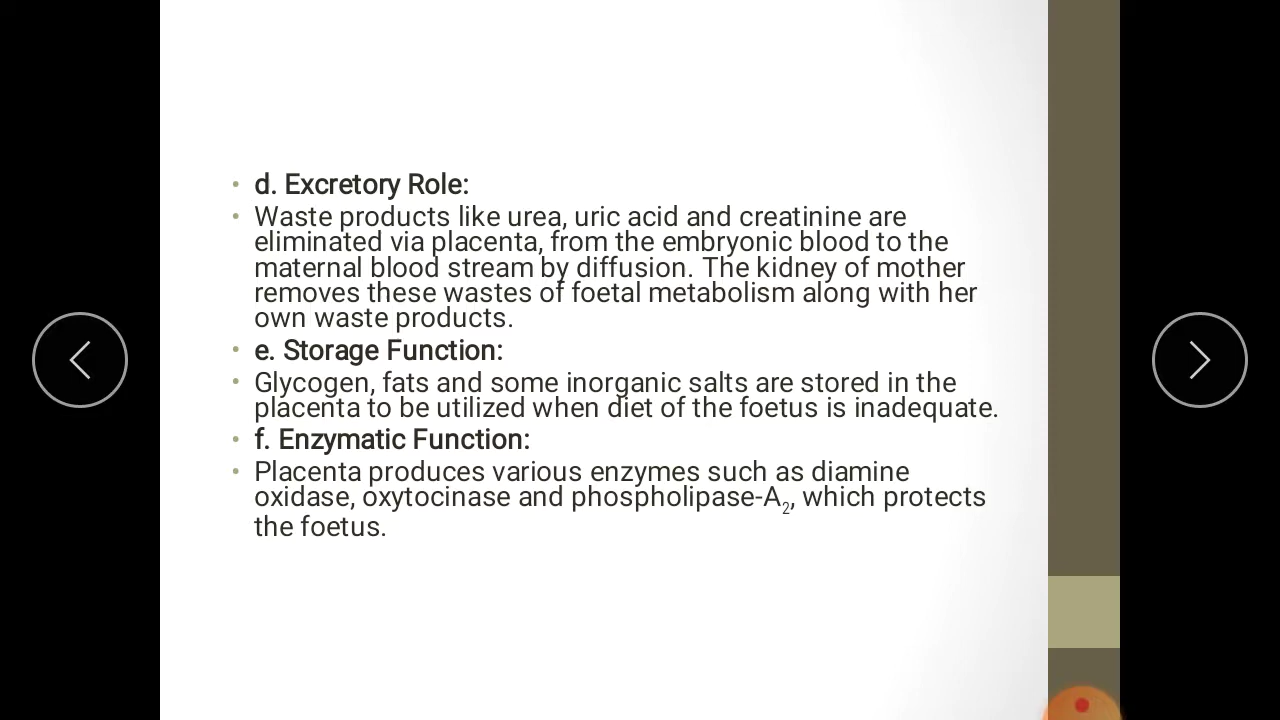 d. Excretory Role:
Waste products like urea, uric acid and creatinine are
eliminated via placenta, from the embryonic blood to the
maternal blood stream by diffusion. The kidney of mother
removes these wastes of foetal metabolism along with her
own waste products.
e. Storage Function:
Glycogen, fats and some inorganic salts are stored in the
placenta to be utilized when diet of the foetus is inadequate.
f. Enzymatic Function:
Placenta produces various enzymes such as diamine
oxidase, oxytocinase and phospholipase-A₂, which protects
the foetus.